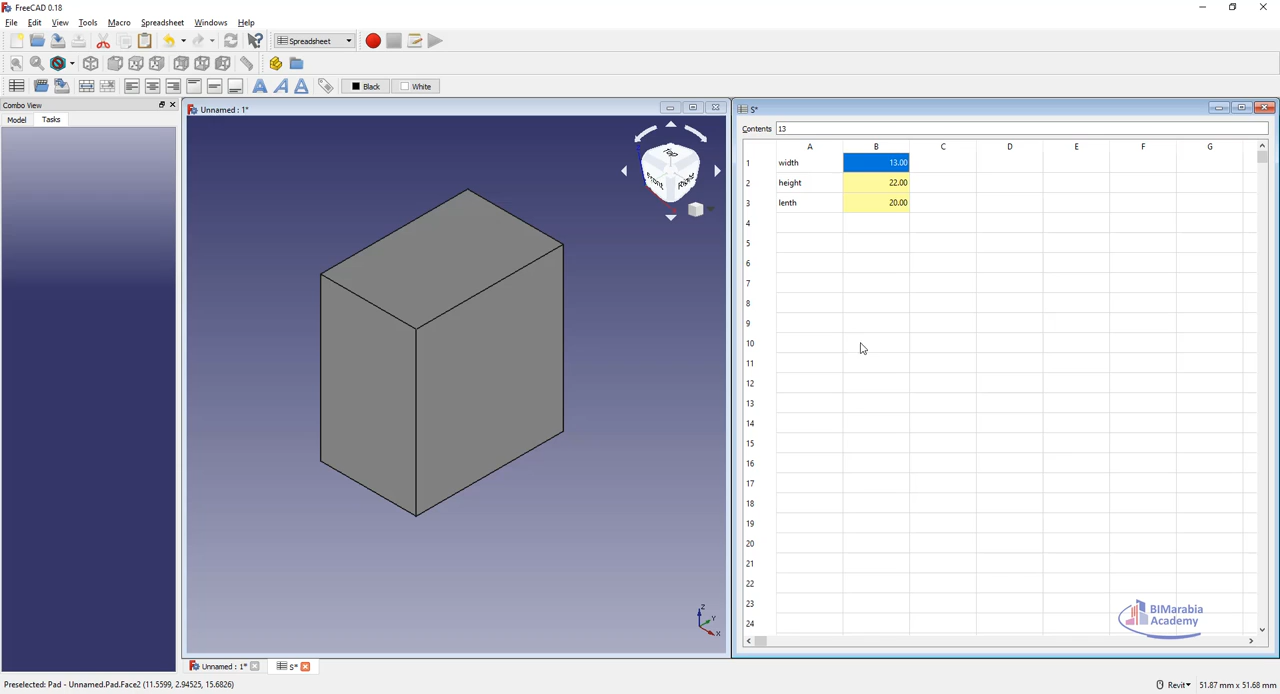 FreeCAD 0.18
File Edit View Tools Macro Spreadsheet Windows Help
Spreadsheet
Black White
Combo View
Model Tasks
Unnamed : 1*
Top
Front
Right
Z
Y
X
S*
Contents 13
A B C D E F G
1 width 13.00
2 height 22.00
3 lenth 20.00
4
5
6
7
8
9
10
11
12
13
14
15
16
17
18
19
20
21
22
23
24
BIMarabia
Academy
Unnamed : 1* S*
Preselected: Pad - Unnamed.Pad.Face2 (11.5599, 2.94525, 15.6826) Revit 51.87 mm x 51.68 mm